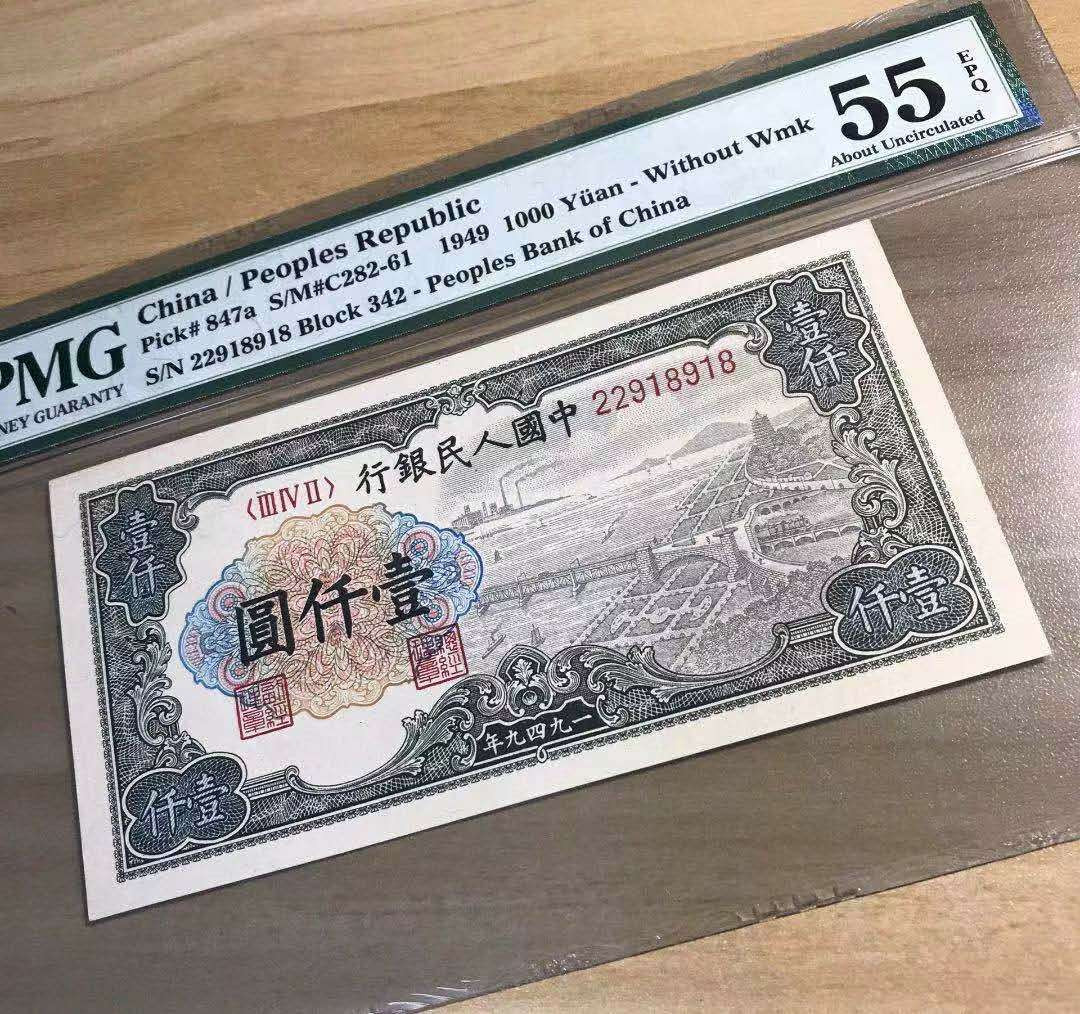 PMG
NEY GUARANTY
China / Peoples Republic
Pick# 847a S/M#C282-61 1949 1000 Yüan - Without Wmk
S/N 22918918 Block 342 - Peoples Bank of China
55
EPQ
About Uncirculated
壹仟
22918918
中國人民銀行
〈ⅢⅣⅡ〉
壹仟
壹仟圓
壹仟
一九四九年
壹仟